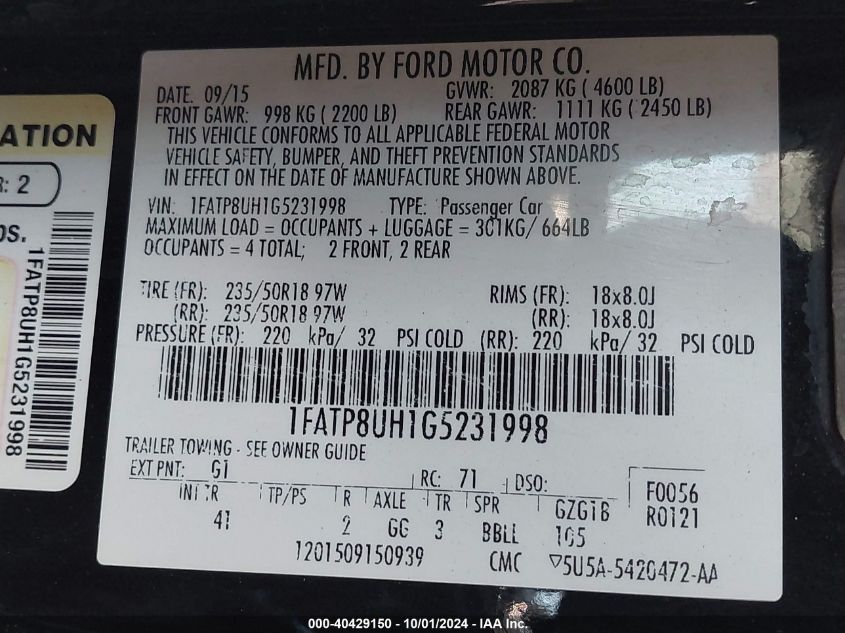 ATION
R: 2
DS.
1FATP8UH1G5231998
MFD. BY FORD MOTOR CO.
DATE. 09/15 GVWR: 2087 KG ( 4600 LB)
FRONT GAWR: 998 KG ( 2200 LB) REAR GAWR: 1111 KG ( 2450 LB)
THIS VEHICLE CONFORMS TO ALL APPLICABLE FEDERAL MOTOR
VEHICLE SAFETY, BUMPER, AND THEFT PREVENTION STANDARDS
IN EFFECT ON THE DATE OF MANUFACTURE SHOWN ABOVE.
VIN: 1FATP8UH1G5231998 TYPE: Passenger Car
MAXIMUM LOAD = OCCUPANTS + LUGGAGE = 301KG/ 664LB
OCCUPANTS = 4 TOTAL; 2 FRONT, 2 REAR
TIRE (FR): 235/50R18 97W RIMS (FR): 18x8.0J
(RR): 235/50R18 97W (RR): 18x8.0J
PRESSURE (FR): 220 kPa/ 32 PSI COLD (RR): 220 kPa/ 32 PSI COLD
1FATP8UH1G5231998
TRAILER TOWING - SEE OWNER GUIDE
EXT PNT: G1 RC: 71 DSO: F0056
INT TR TP/PS R AXLE TR SPR GZG1B R0121
41 2 GG 3 BBLL 105
1201509150939 CMC ▽5U5A-5420472-AA
000-40429150 - 10/01/2024 - IAA Inc.